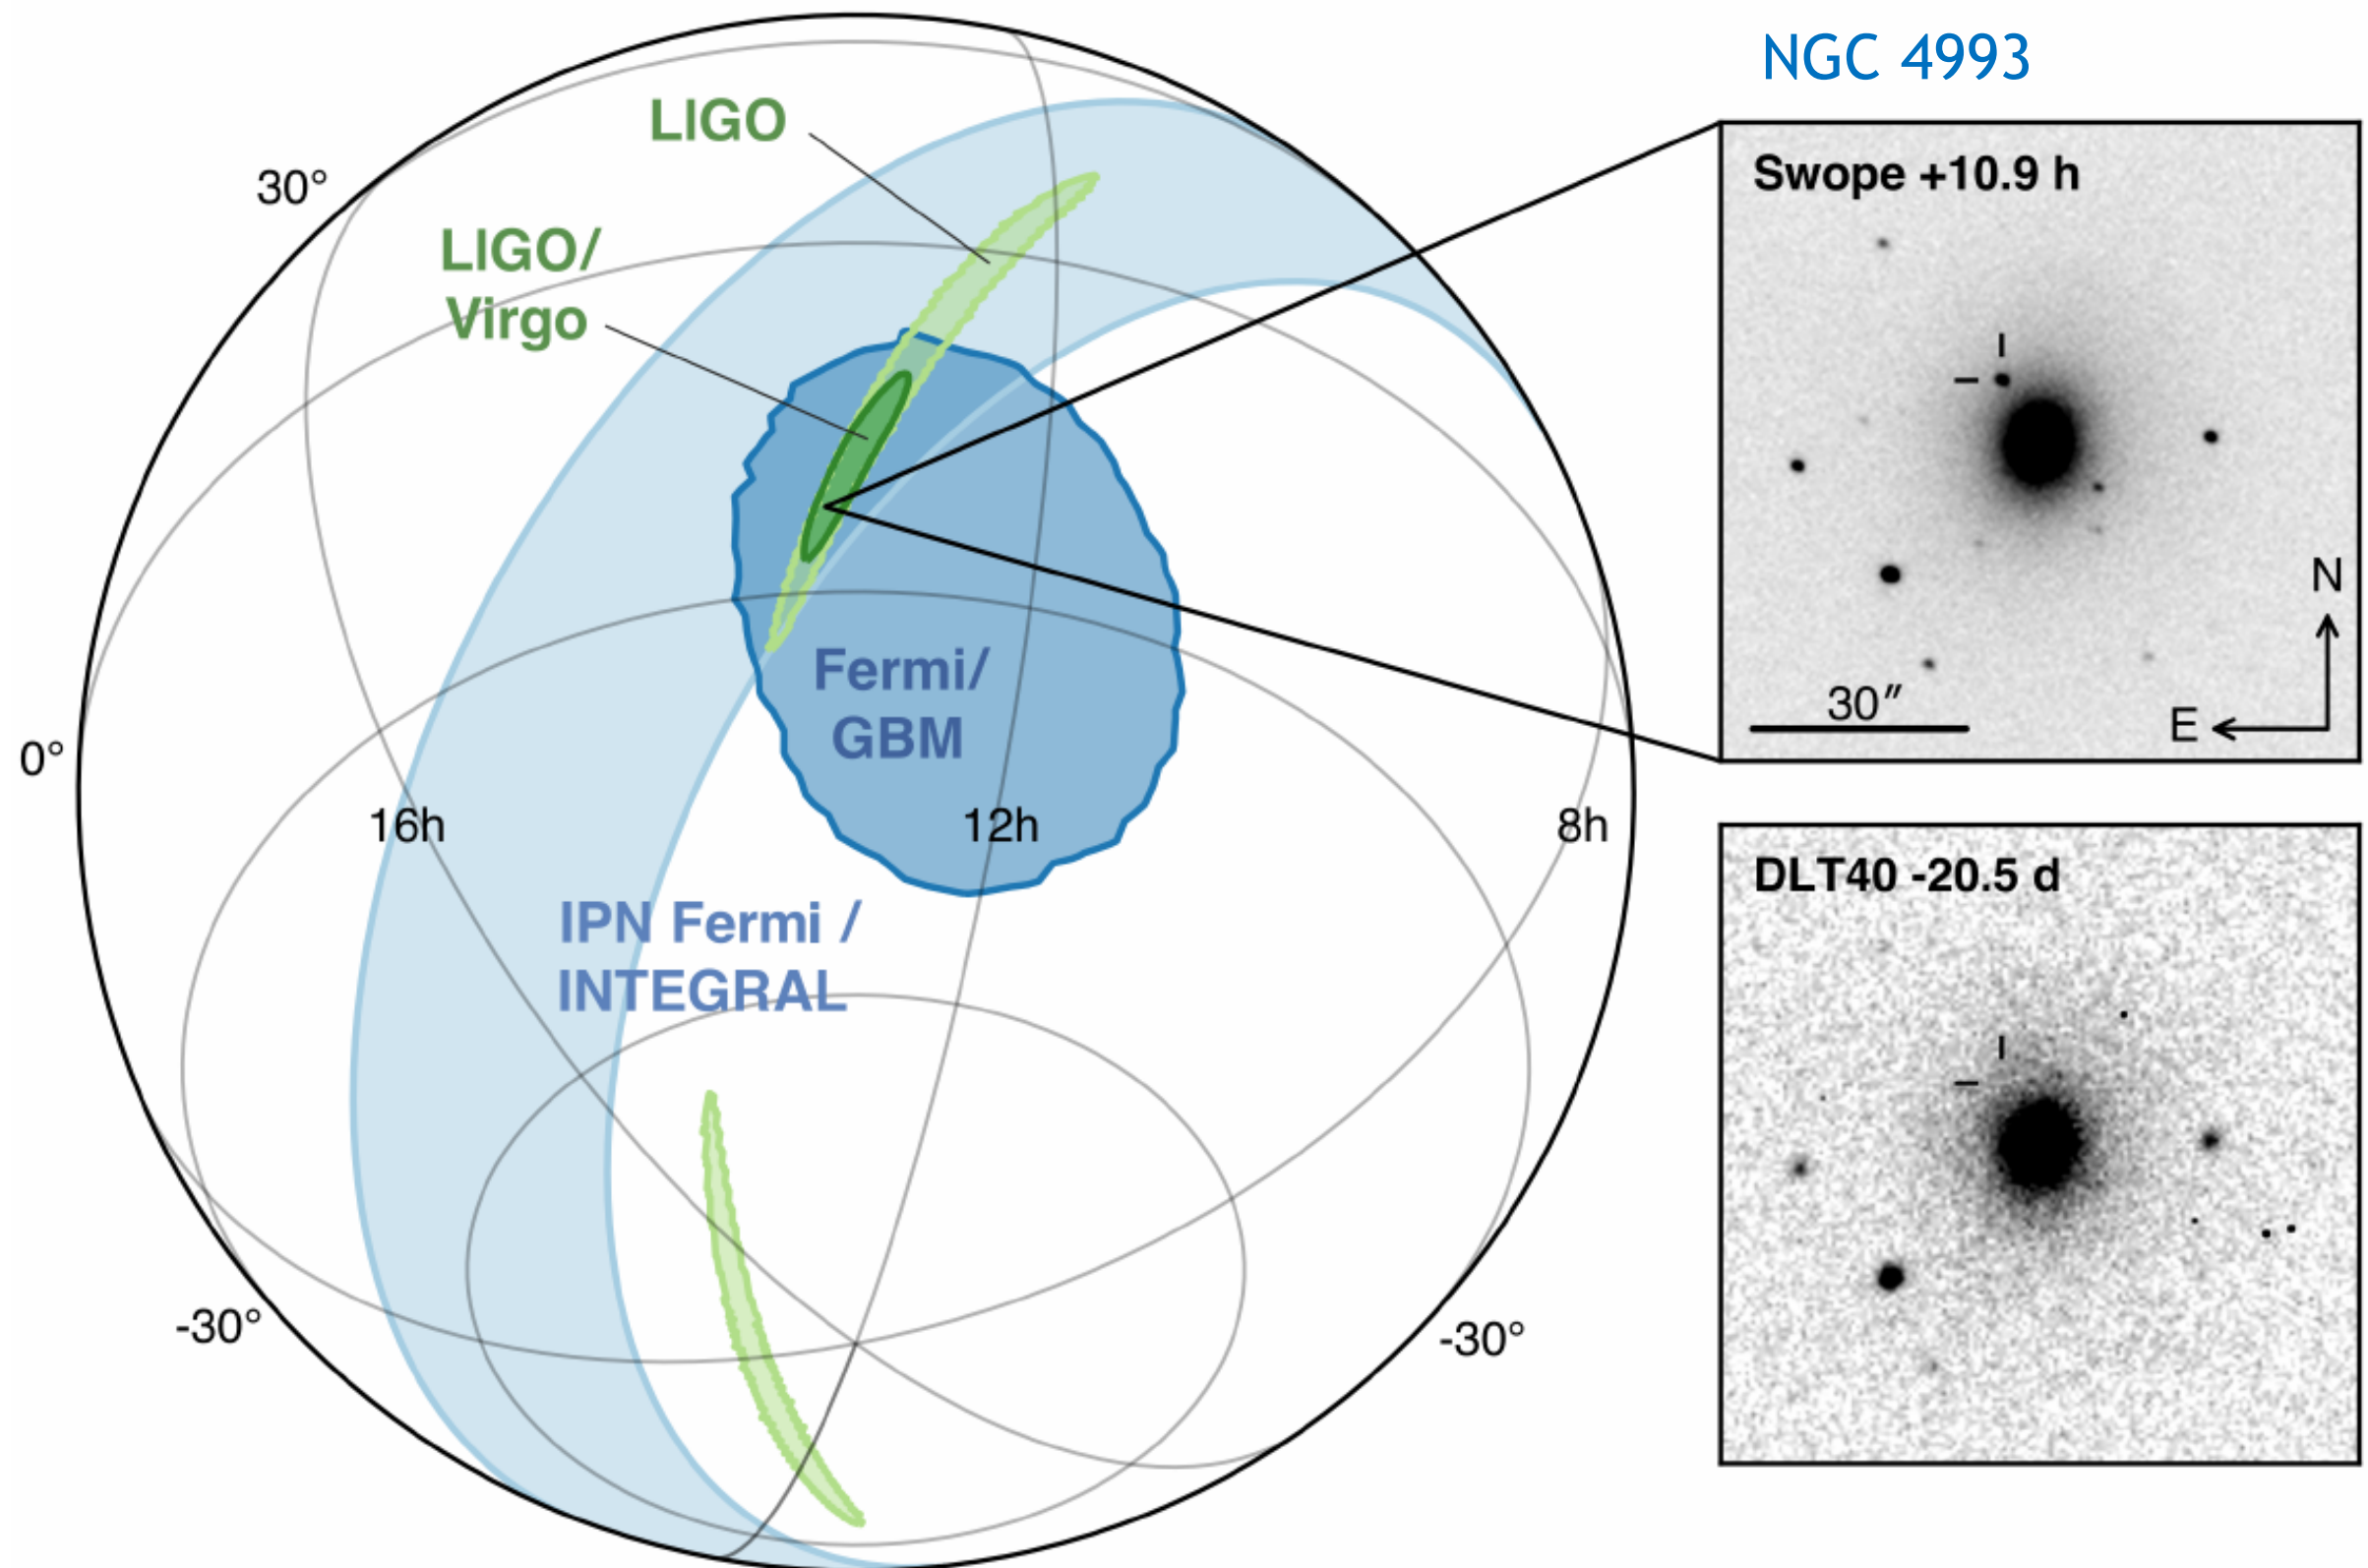 NGC 4993
LIGO
LIGO/
Virgo
30°
0°
16h
12h
8h
Fermi/
GBM
IPN Fermi /
INTEGRAL
-30°
-30°
Swope +10.9 h
30″
N
E
DLT40 -20.5 d